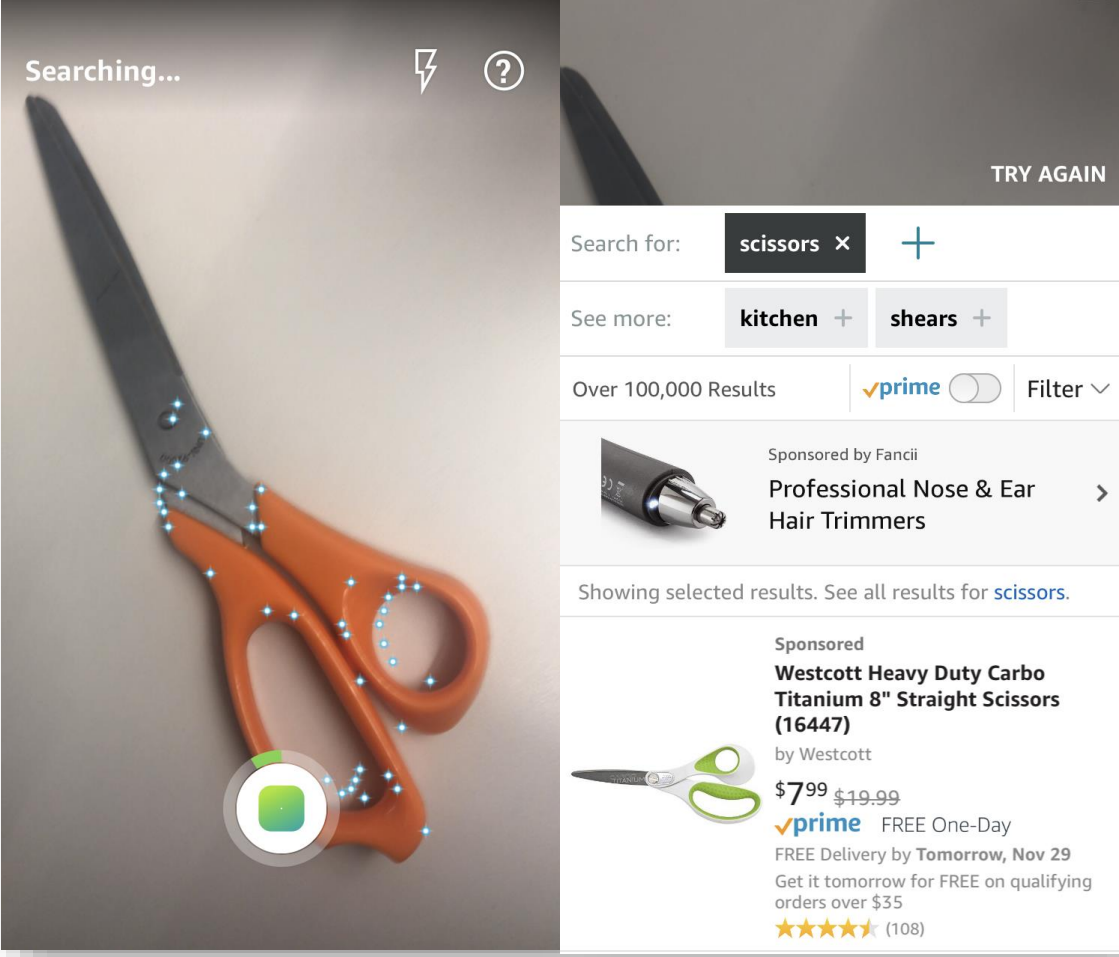 Searching...
TRY AGAIN
Search for:
scissors
See more:
kitchen
shears
Over 100,000 Results
prime
Filter
Sponsored by Fancii
Professional Nose & Ear
Hair Trimmers
Showing selected results. See all results for scissors.
Sponsored
Westcott Heavy Duty Carbo
Titanium 8" Straight Scissors
(16447)
by Westcott
$7.99 $19.99
prime FREE One-Day
FREE Delivery by Tomorrow, Nov 29
Get it tomorrow for FREE on qualifying
orders over $35
(108)